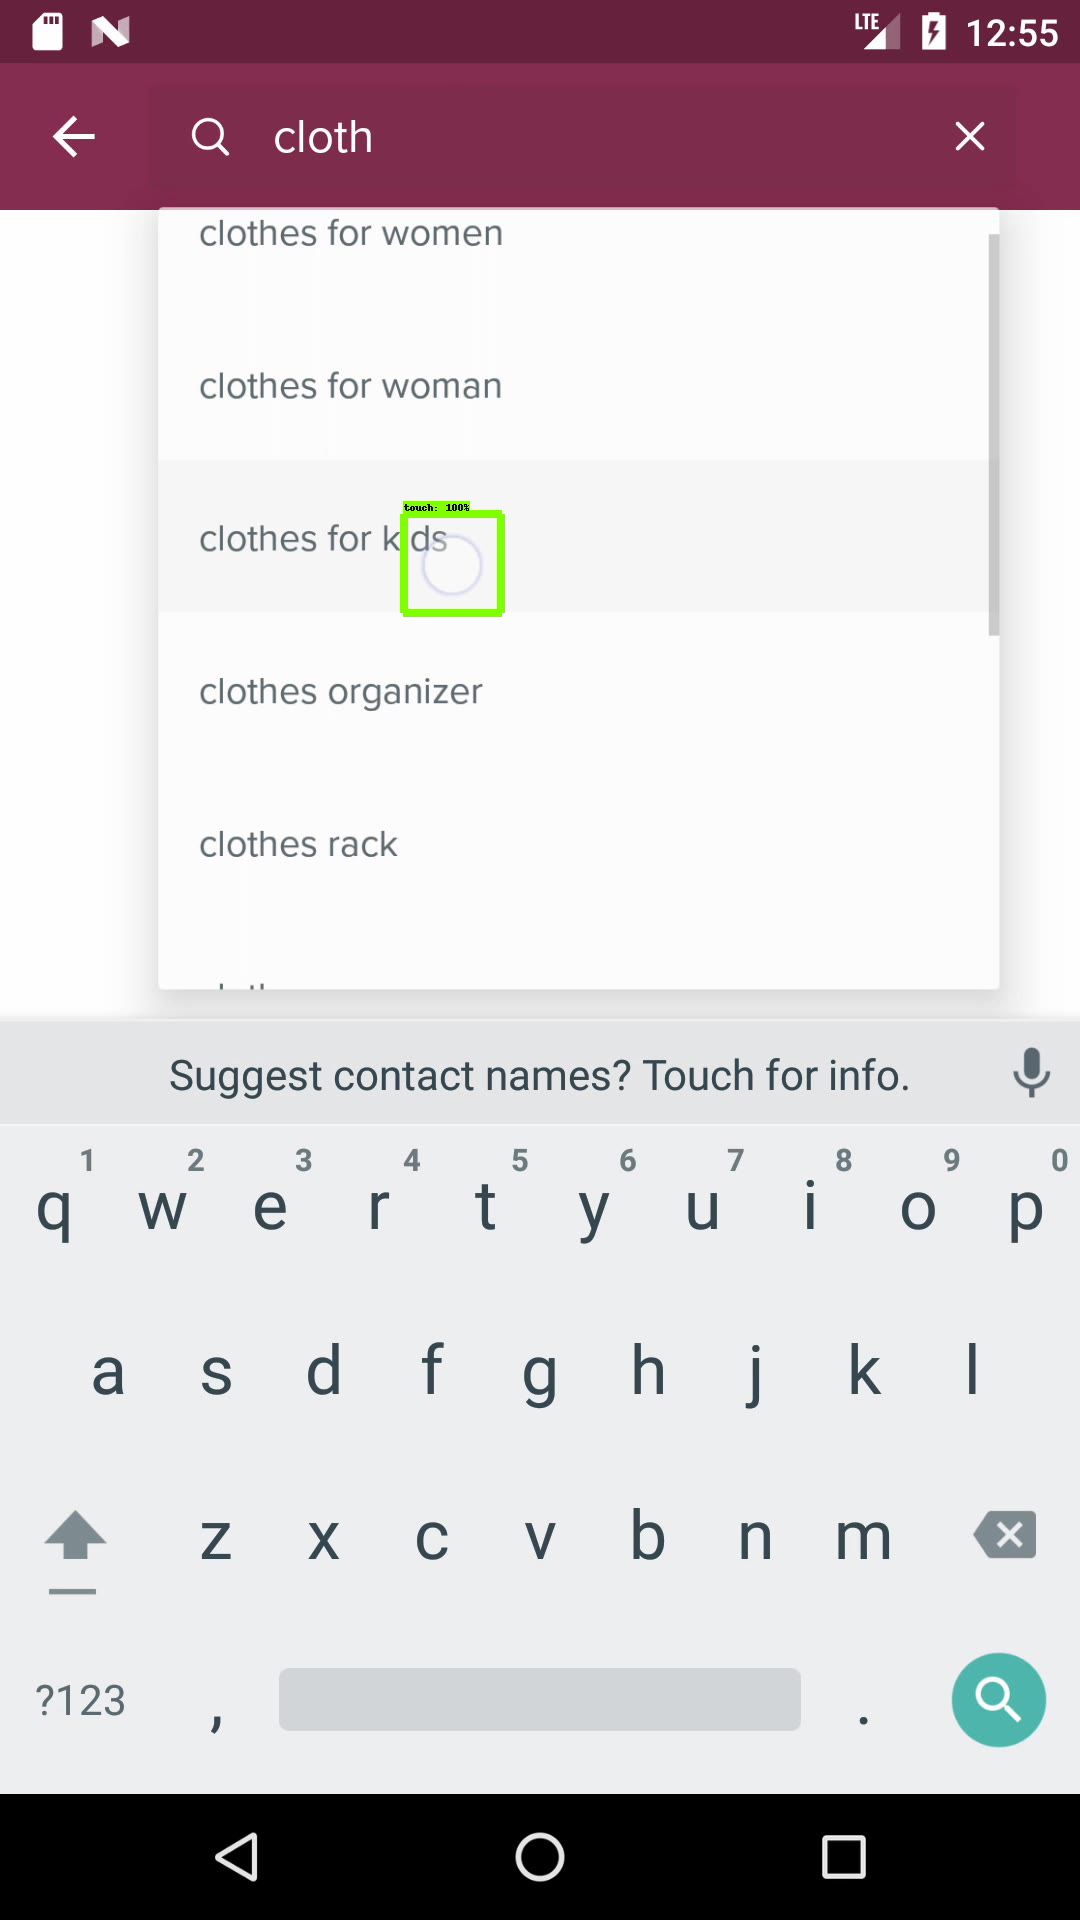 LTE 12:55
cloth
clothes for women
clothes for woman
touch: 100%
clothes for kids
clothes organizer
clothes rack
Suggest contact names? Touch for info.
1 2 3 4 5 6 7 8 9 0
q w e r t y u i o p
a s d f g h j k l
z x c v b n m
?123 , .